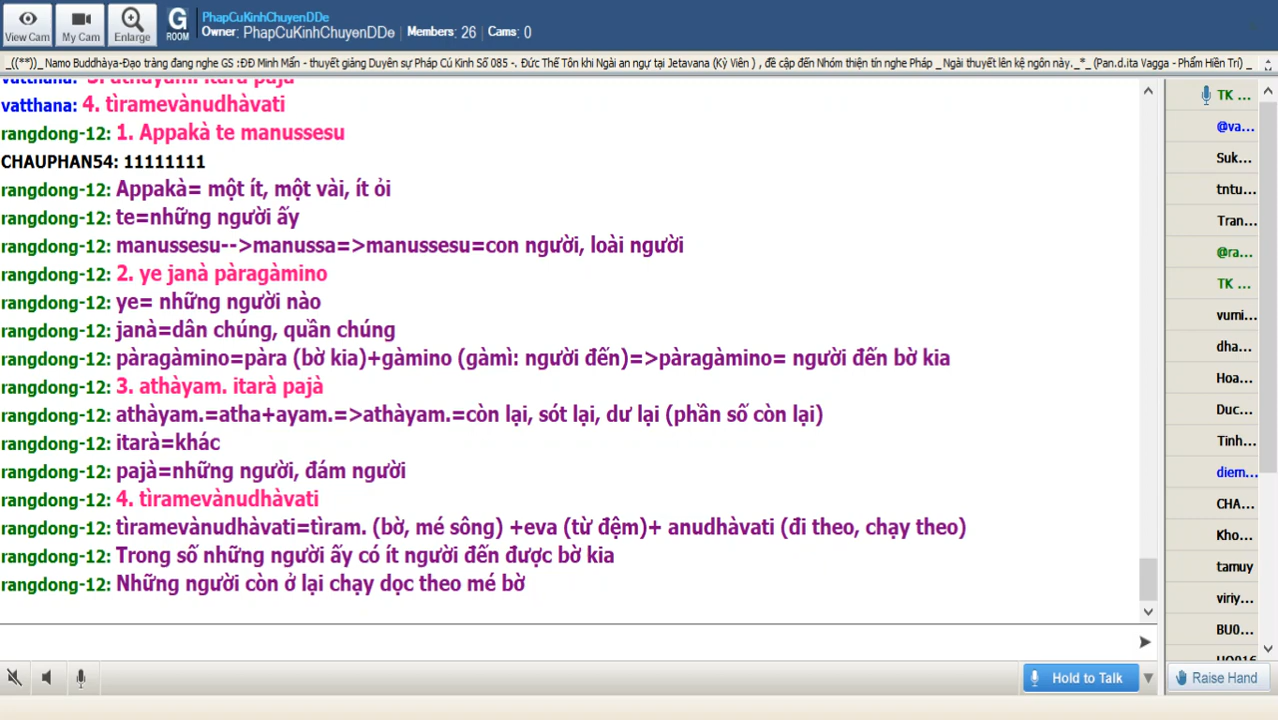 View Cam
My Cam
Enlarge
G
ROOM
PhapCuKinhChuyenDDe
Owner: PhapCuKinhChuyenDDe | Members: 26 | Cams: 0
_((**))_ Namo Buddhàya-Đạo tràng đang nghe GS :ĐĐ Minh Mẩn - thuyết giảng Duyên sự Pháp Cú Kinh Số 085 -. Đức Thế Tôn khi Ngài an ngự tại Jetavana (Kỳ Viên ) , đề cập đến Nhóm thiện tín nghe Pháp _ Ngài thuyết lên kệ ngôn này._*_ (Pan.d.ita Vagga - Phẩm Hiền Trí) _
vatthana: 3. athàyam. itarà pajà
vatthana: 4. tìramevànudhàvati
rangdong-12: 1. Appakà te manussesu
CHAUPHAN54: 11111111
rangdong-12: Appakà= một ít, một vài, ít ỏi
rangdong-12: te=những người ấy
rangdong-12: manussesu-->manussa=>manussesu=con người, loài người
rangdong-12: 2. ye janà pàragàmino
rangdong-12: ye= những người nào
rangdong-12: janà=dân chúng, quần chúng
rangdong-12: pàragàmino=pàra (bờ kia)+gàmino (gàmì: người đến)=>pàragàmino= người đến bờ kia
rangdong-12: 3. athàyam. itarà pajà
rangdong-12: athàyam.=atha+ayam.=>athàyam.=còn lại, sót lại, dư lại (phần số còn lại)
rangdong-12: itarà=khác
rangdong-12: pajà=những người, đám người
rangdong-12: 4. tìramevànudhàvati
rangdong-12: tìramevànudhàvati=tìram. (bờ, mé sông) +eva (từ đệm)+ anudhàvati (đi theo, chạy theo)
rangdong-12: Trong số những người ấy có ít người đến được bờ kia
rangdong-12: Những người còn ở lại chạy dọc theo mé bờ
TK ...
@va...
Suk...
tntu...
Tran...
@ra...
TK ...
vumi...
dha...
Hoa...
Duc...
Tinh...
diem...
CHA...
Kho...
tamuy
viriy...
BU0...
Hold to Talk
Raise Hand